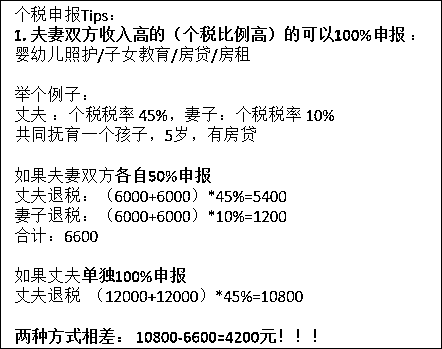 个税申报Tips：
1. 夫妻双方收入高的（个税比例高）的可以100%申报：
婴幼儿照护/子女教育/房贷/房租
举个例子：
丈夫：个税税率 45%，妻子：个税税率 10%
共同抚育一个孩子，5岁，有房贷
如果夫妻双方各自50%申报
丈夫退税：（6000+6000）*45%=5400
妻子退税：（6000+6000）*10%=1200
合计：6600
如果丈夫单独100%申报
丈夫退税 （12000+12000）*45%=10800
两种方式相差： 10800-6600=4200元！！！